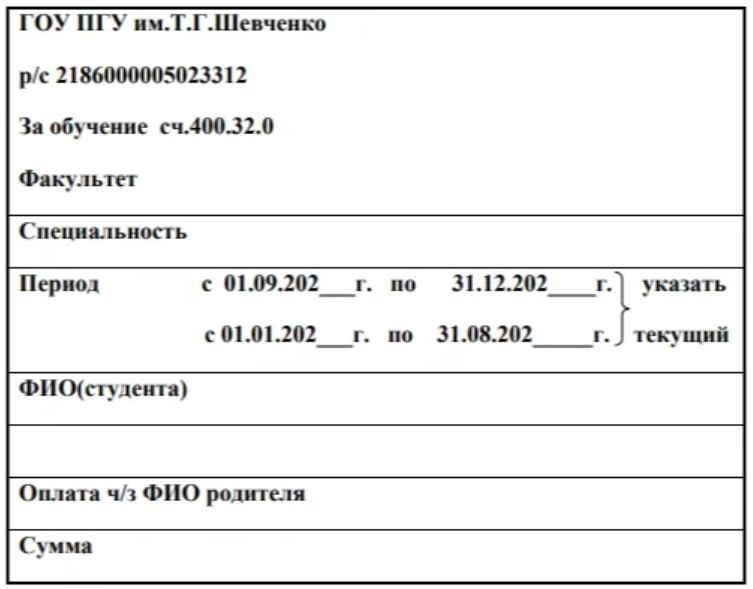 ГОУ ПГУ им.Т.Г.Шевченко
р/с 2186000005023312
За обучение сч.400.32.0
Факультет
Специальность
Период с 01.09.202___г. по 31.12.202____г. указать
с 01.01.202___г. по 31.08.202_____г. текущий
ФИО(студента)
Оплата ч/з ФИО родителя
Сумма